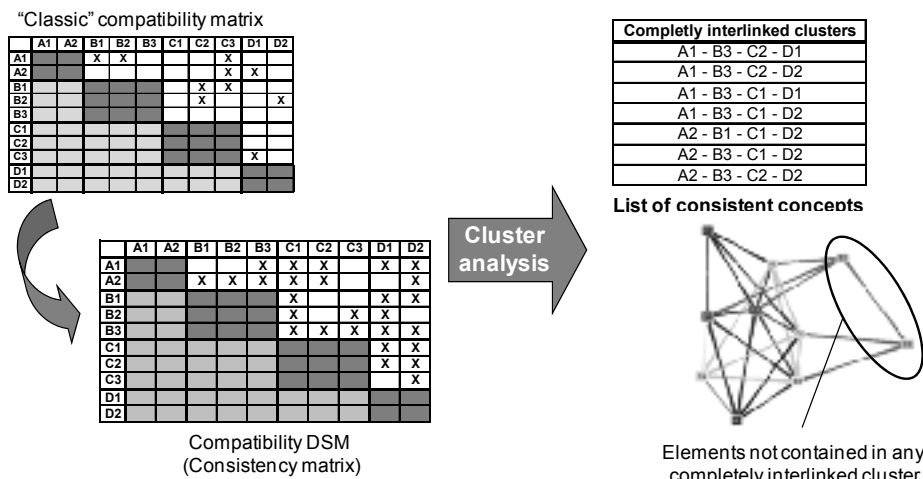 "Classic" compatibility matrix
A1 A2 B1 B2 B3 C1 C2 C3 D1 D2
A1 X X X
A2 X X
B1 X X
B2 X X
B3
C1
C2
C3 X
D1
D2
A1 A2 B1 B2 B3 C1 C2 C3 D1 D2
A1 X X X X X
A2 X X X X X X
B1 X X X
B2 X X X
B3 X X X X X
C1 X X
C2 X X
C3 X
D1
D2
Compatibility DSM
(Consistency matrix)
Cluster
analysis
Completly interlinked clusters
A1 - B3 - C2 - D1
A1 - B3 - C2 - D2
A1 - B3 - C1 - D1
A1 - B3 - C1 - D2
A2 - B1 - C1 - D2
A2 - B3 - C1 - D2
A2 - B3 - C2 - D2
List of consistent concepts
Elements not contained in any
completely interlinked cluster